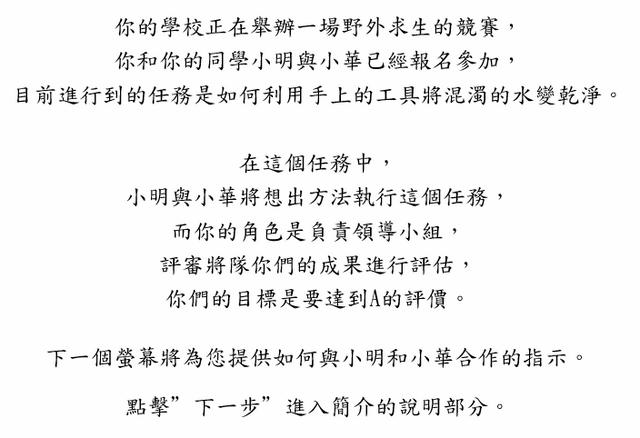 你的學校正在舉辦一場野外求生的競賽，
你和你的同學小明與小華已經報名參加，
目前進行到的任務是如何利用手上的工具將混濁的水變乾淨。
在這個任務中，
小明與小華將想出方法執行這個任務，
而你的角色是負責領導小組，
評審將隊你們的成果進行評估，
你們的目標是要達到A的評價。
下一個螢幕將為您提供如何與小明和小華合作的指示。
點擊”下一步”進入簡介的說明部分。